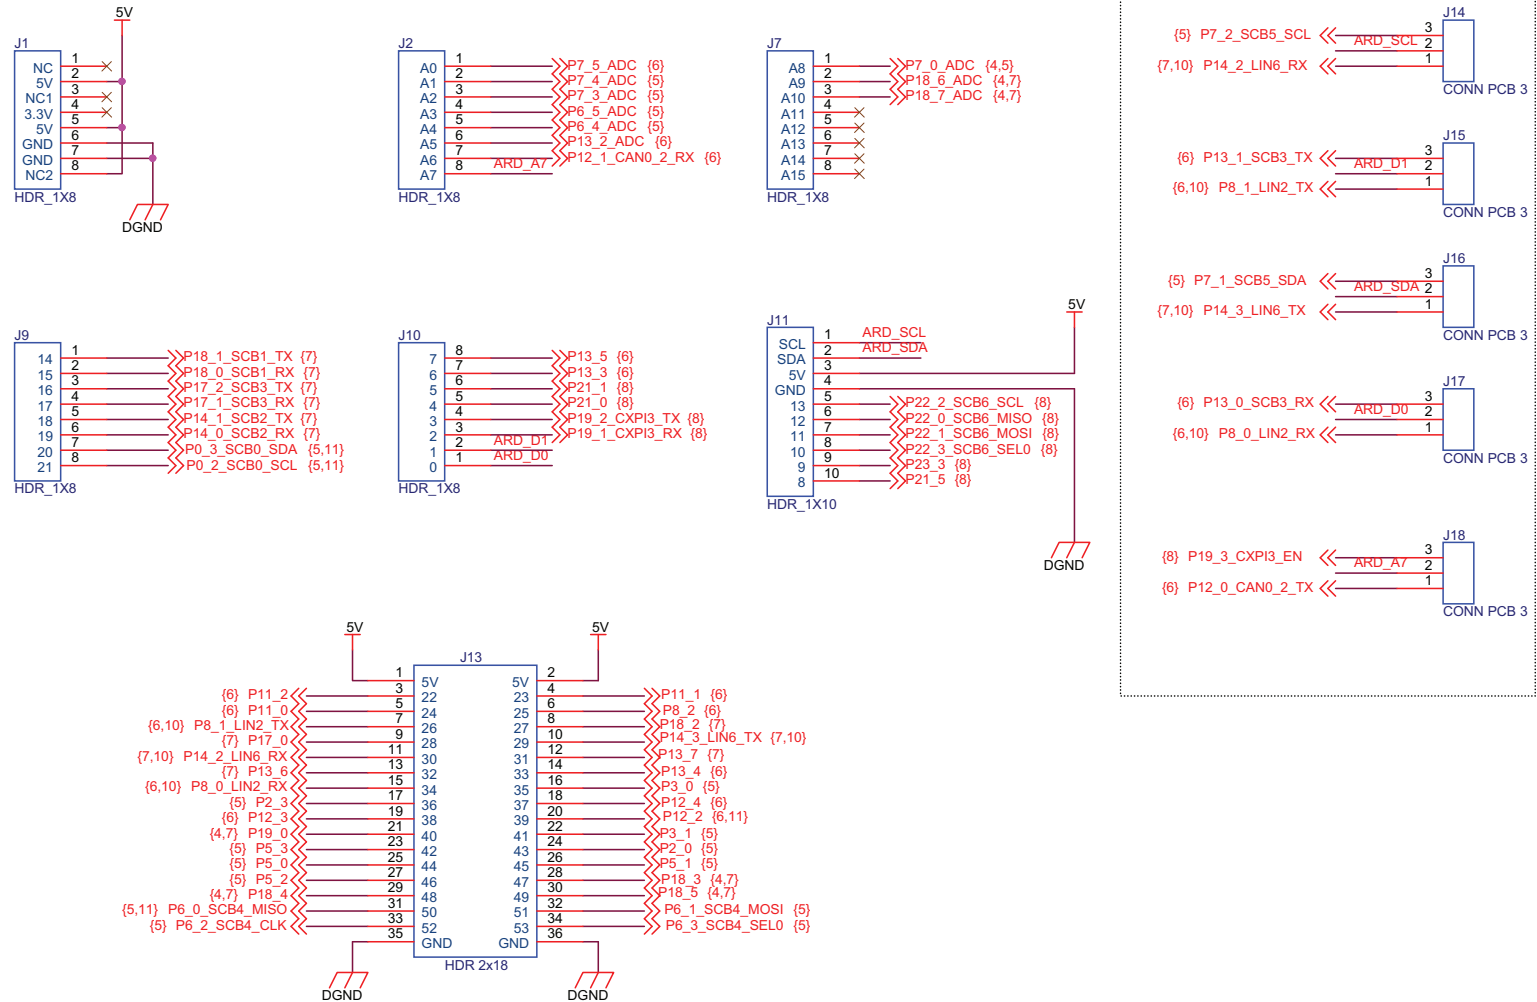 5V
J1
1 NC
2 5V
3 NC1
4 3.3V
5 5V
6 GND
7 GND
8 NC2
HDR_1X8
DGND
J2
A0 1 P7_5_ADC {6}
A1 2 P7_4_ADC {5}
A2 3 P7_3_ADC {5}
A3 4 P6_5_ADC {5}
A4 5 P6_4_ADC {5}
A5 6 P13_2_ADC {6}
A6 7 P12_1_CAN0_2_RX {6}
A7 8 ARD_A7
HDR_1X8
J7
A8 1 P7_0_ADC {4,5}
A9 2 P18_6_ADC {4,7}
A10 3 P18_7_ADC {4,7}
A11 4
A12 5
A13 6
A14 7
A15 8
HDR_1X8
J14
{5} P7_2_SCB5_SCL 3
ARD_SCL 2
{7,10} P14_2_LIN6_RX 1
CONN PCB 3
J15
{6} P13_1_SCB3_TX 3
ARD_D1 2
{6,10} P8_1_LIN2_TX 1
CONN PCB 3
J16
{5} P7_1_SCB5_SDA 3
ARD_SDA 2
{7,10} P14_3_LIN6_TX 1
CONN PCB 3
J17
{6} P13_0_SCB3_RX 3
ARD_D0 2
{6,10} P8_0_LIN2_RX 1
CONN PCB 3
J18
{8} P19_3_CXPI3_EN 3
ARD_A7 2
{6} P12_0_CAN0_2_TX 1
CONN PCB 3
J9
14 1 P18_1_SCB1_TX {7}
15 2 P18_0_SCB1_RX {7}
16 3 P17_2_SCB3_TX {7}
17 4 P17_1_SCB3_RX {7}
18 5 P14_1_SCB2_TX {7}
19 6 P14_0_SCB2_RX {7}
20 7 P0_3_SCB0_SDA {5,11}
21 8 P0_2_SCB0_SCL {5,11}
HDR_1X8
J10
7 8 P13_5 {6}
6 7 P13_3 {6}
5 6 P21_1 {8}
4 5 P21_0 {8}
3 4 P19_2_CXPI3_TX {8}
2 3 P19_1_CXPI3_RX {8}
1 2 ARD_D1
0 1 ARD_D0
HDR_1X8
5V
J11
SCL 1 ARD_SCL
SDA 2 ARD_SDA
5V 3
GND 4
13 5 P22_2_SCB6_SCL {8}
12 6 P22_0_SCB6_MISO {8}
11 7 P22_1_SCB6_MOSI {8}
10 8 P22_3_SCB6_SEL0 {8}
9 9 P23_3 {8}
8 10 P21_5 {8}
HDR_1X10
DGND
5V 5V
J13
1 5V 5V 2
{6} P11_2 3 22 23 4 P11_1 {6}
{6} P11_0 5 24 25 6 P8_2 {6}
{6,10} P8_1_LIN2_TX 7 26 27 8 P18_2 {7}
{7} P17_0 9 28 29 10 P14_3_LIN6_TX {7,10}
{7,10} P14_2_LIN6_RX 11 30 31 12 P13_7 {7}
{7} P13_6 13 32 33 14 P13_4 {6}
{6,10} P8_0_LIN2_RX 15 34 35 16 P3_0 {5}
{5} P2_3 17 36 37 18 P12_4 {6}
{6} P12_3 19 38 39 20 P12_2 {6,11}
{4,7} P19_0 21 40 41 22 P3_1 {5}
{5} P5_3 23 42 43 24 P2_0 {5}
{5} P5_0 25 44 45 26 P5_1 {5}
{5} P5_2 27 46 47 28 P18_3 {4,7}
{4,7} P18_4 29 48 49 30 P18_5 {4,7}
{5,11} P6_0_SCB4_MISO 31 50 51 32 P6_1_SCB4_MOSI {5}
{5} P6_2_SCB4_CLK 33 52 53 34 P6_3_SCB4_SEL0 {5}
35 GND GND 36
HDR 2x18
DGND DGND